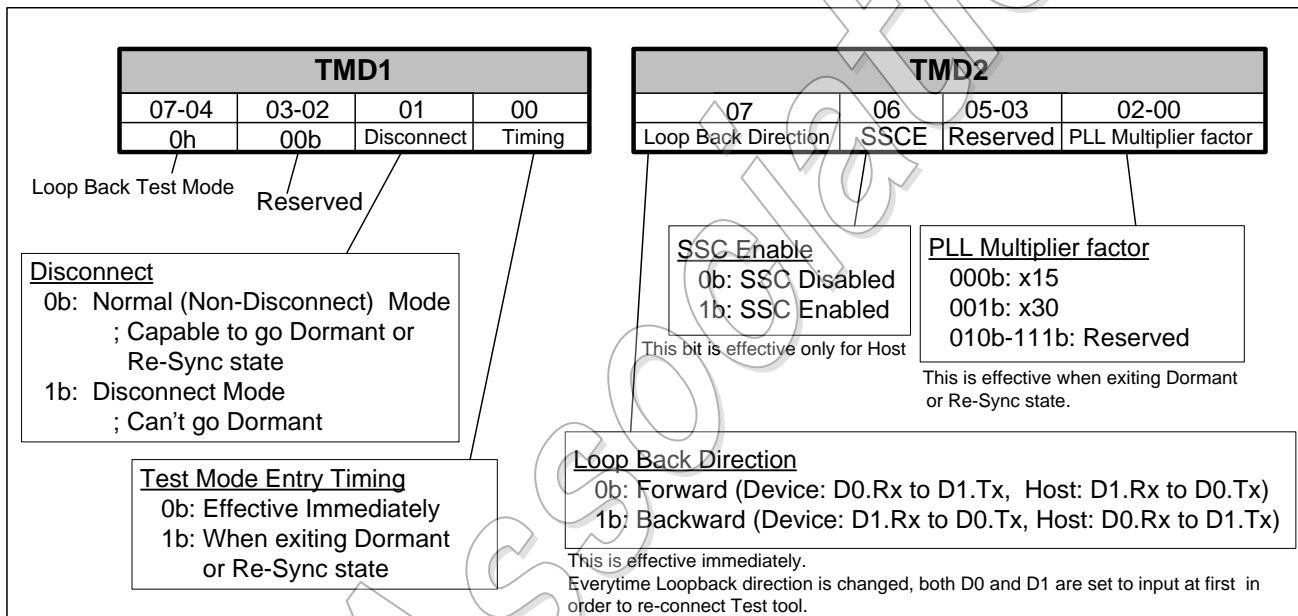 TMD1
07-04 03-02 01 00
0h 00b Disconnect Timing
Loop Back Test Mode
Reserved
TMD2
07 06 05-03 02-00
Loop Back Direction SSCE Reserved PLL Multiplier factor
Disconnect
0b: Normal (Non-Disconnect) Mode
; Capable to go Dormant or
Re-Sync state
1b: Disconnect Mode
; Can't go Dormant
Test Mode Entry Timing
0b: Effective Immediately
1b: When exiting Dormant
or Re-Sync state
SSC Enable
0b: SSC Disabled
1b: SSC Enabled
This bit is effective only for Host
PLL Multiplier factor
000b: x15
001b: x30
010b-111b: Reserved
This is effective when exiting Dormant
or Re-Sync state.
Loop Back Direction
0b: Forward (Device: D0.Rx to D1.Tx, Host: D1.Rx to D0.Tx)
1b: Backward (Device: D1.Rx to D0.Tx, Host: D0.Rx to D1.Tx)
This is effective immediately.
Everytime Loopback direction is changed, both D0 and D1 are set to input at first in
order to re-connect Test tool.